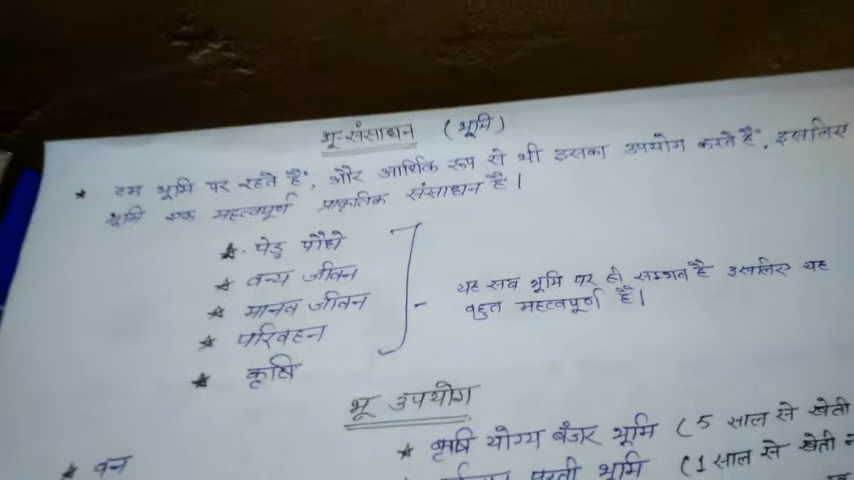 भू-संसाधन (भूमि)
★ हम भूमि पर रहते हैं, और आर्थिक रूप से भी इसका उपयोग करते हैं, इसलिए
भूमि एक महत्वपूर्ण प्राकृतिक संसाधन है।
★ पेड़ पौधे
★ वन्य जीवन
★ मानव जीवन
★ परिवहन
★ कृषि
यह सब भूमि पर ही सम्भव है इसलिए यह
बहुत महत्वपूर्ण है।
भू उपयोग
★ वन
★ कृषि योग्य बंजर भूमि (5 साल से खेती
परती भूमि (1 साल से खेती